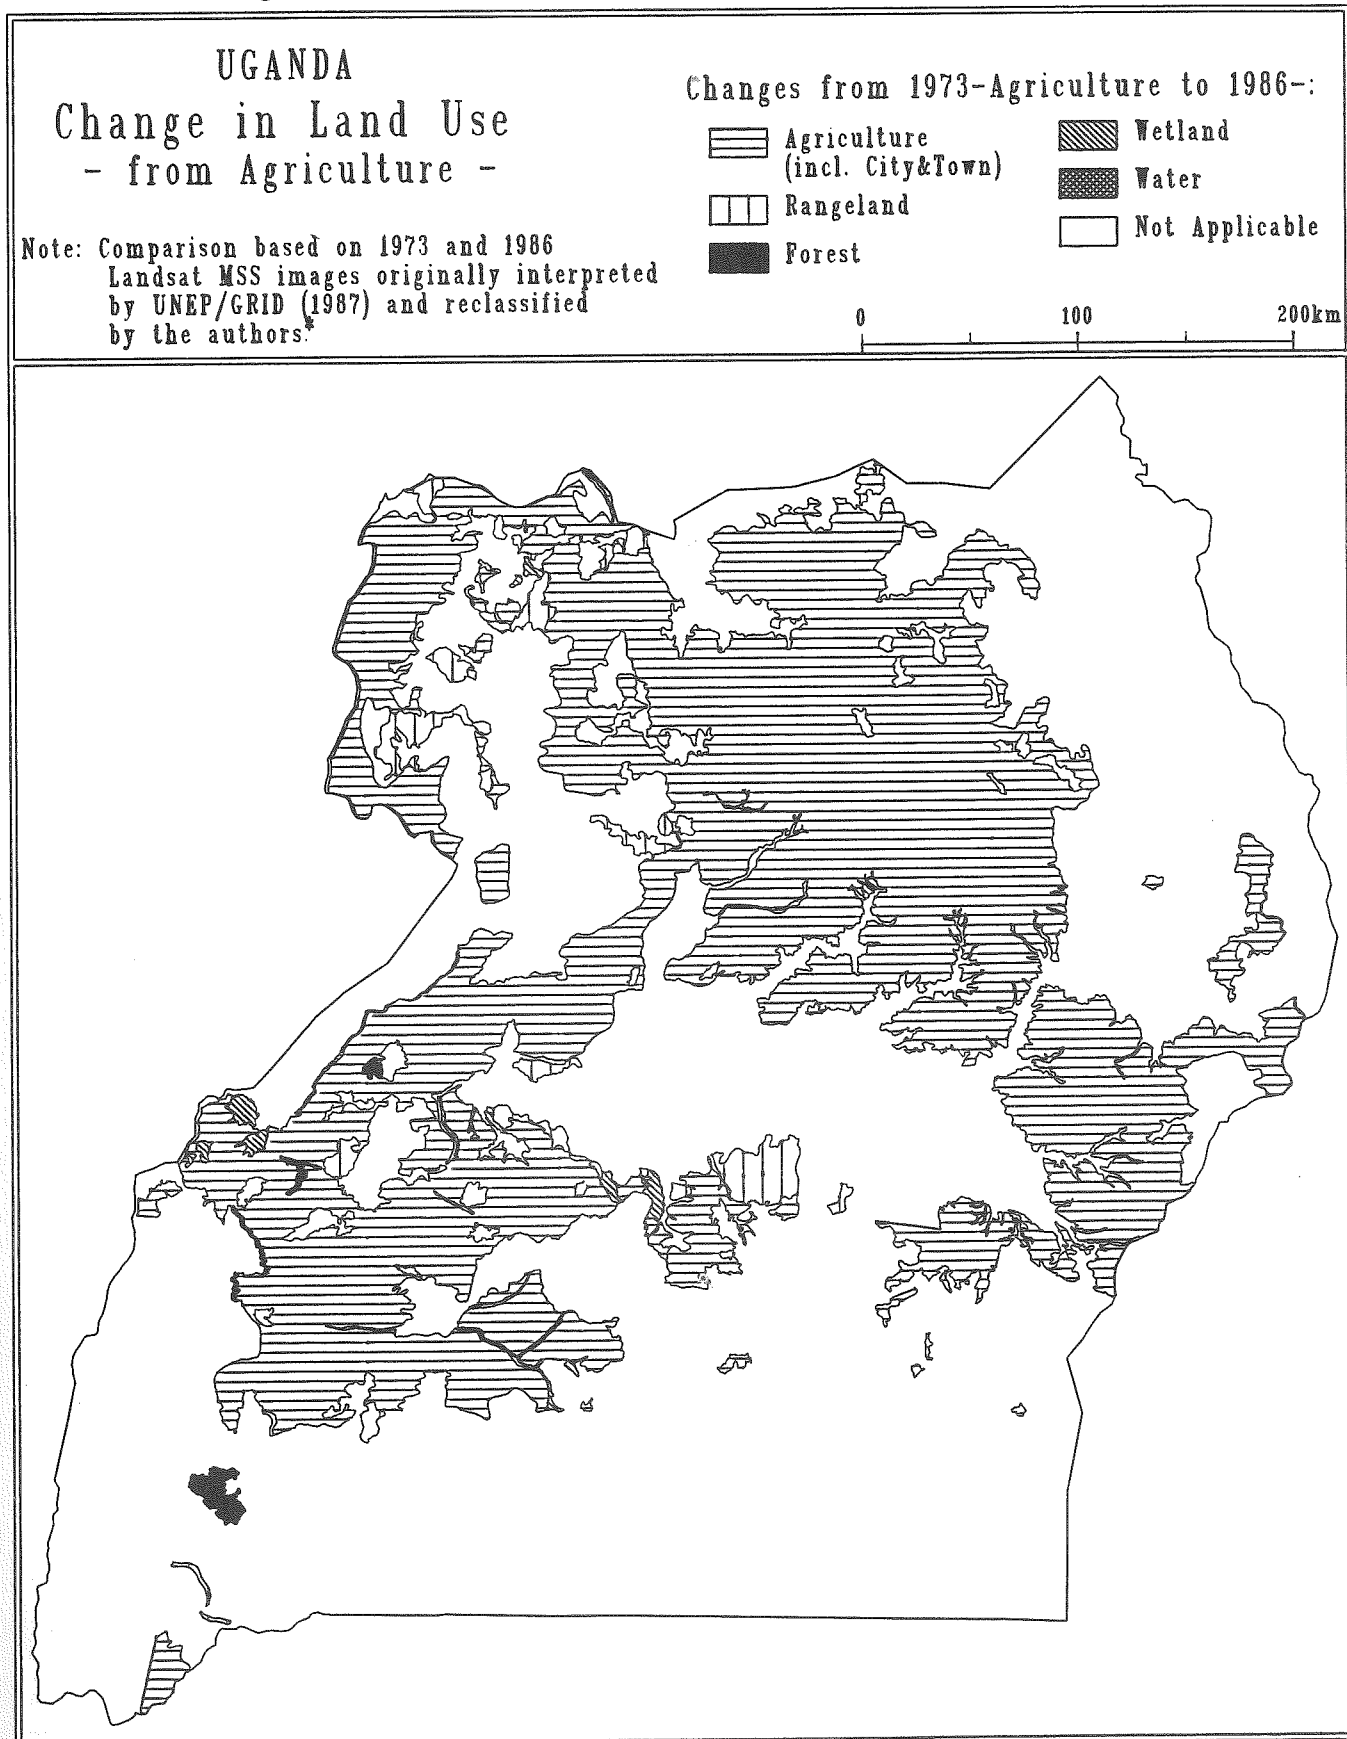 UGANDA
Change in Land Use
- from Agriculture -
Note: Comparison based on 1973 and 1986
Landsat MSS images originally interpreted
by UNEP/GRID (1987) and reclassified
by the authors.*
Changes from 1973-Agriculture to 1986-:
Agriculture
(incl. City&Town)
Rangeland
Forest
Wetland
Water
Not Applicable
0 100 200km